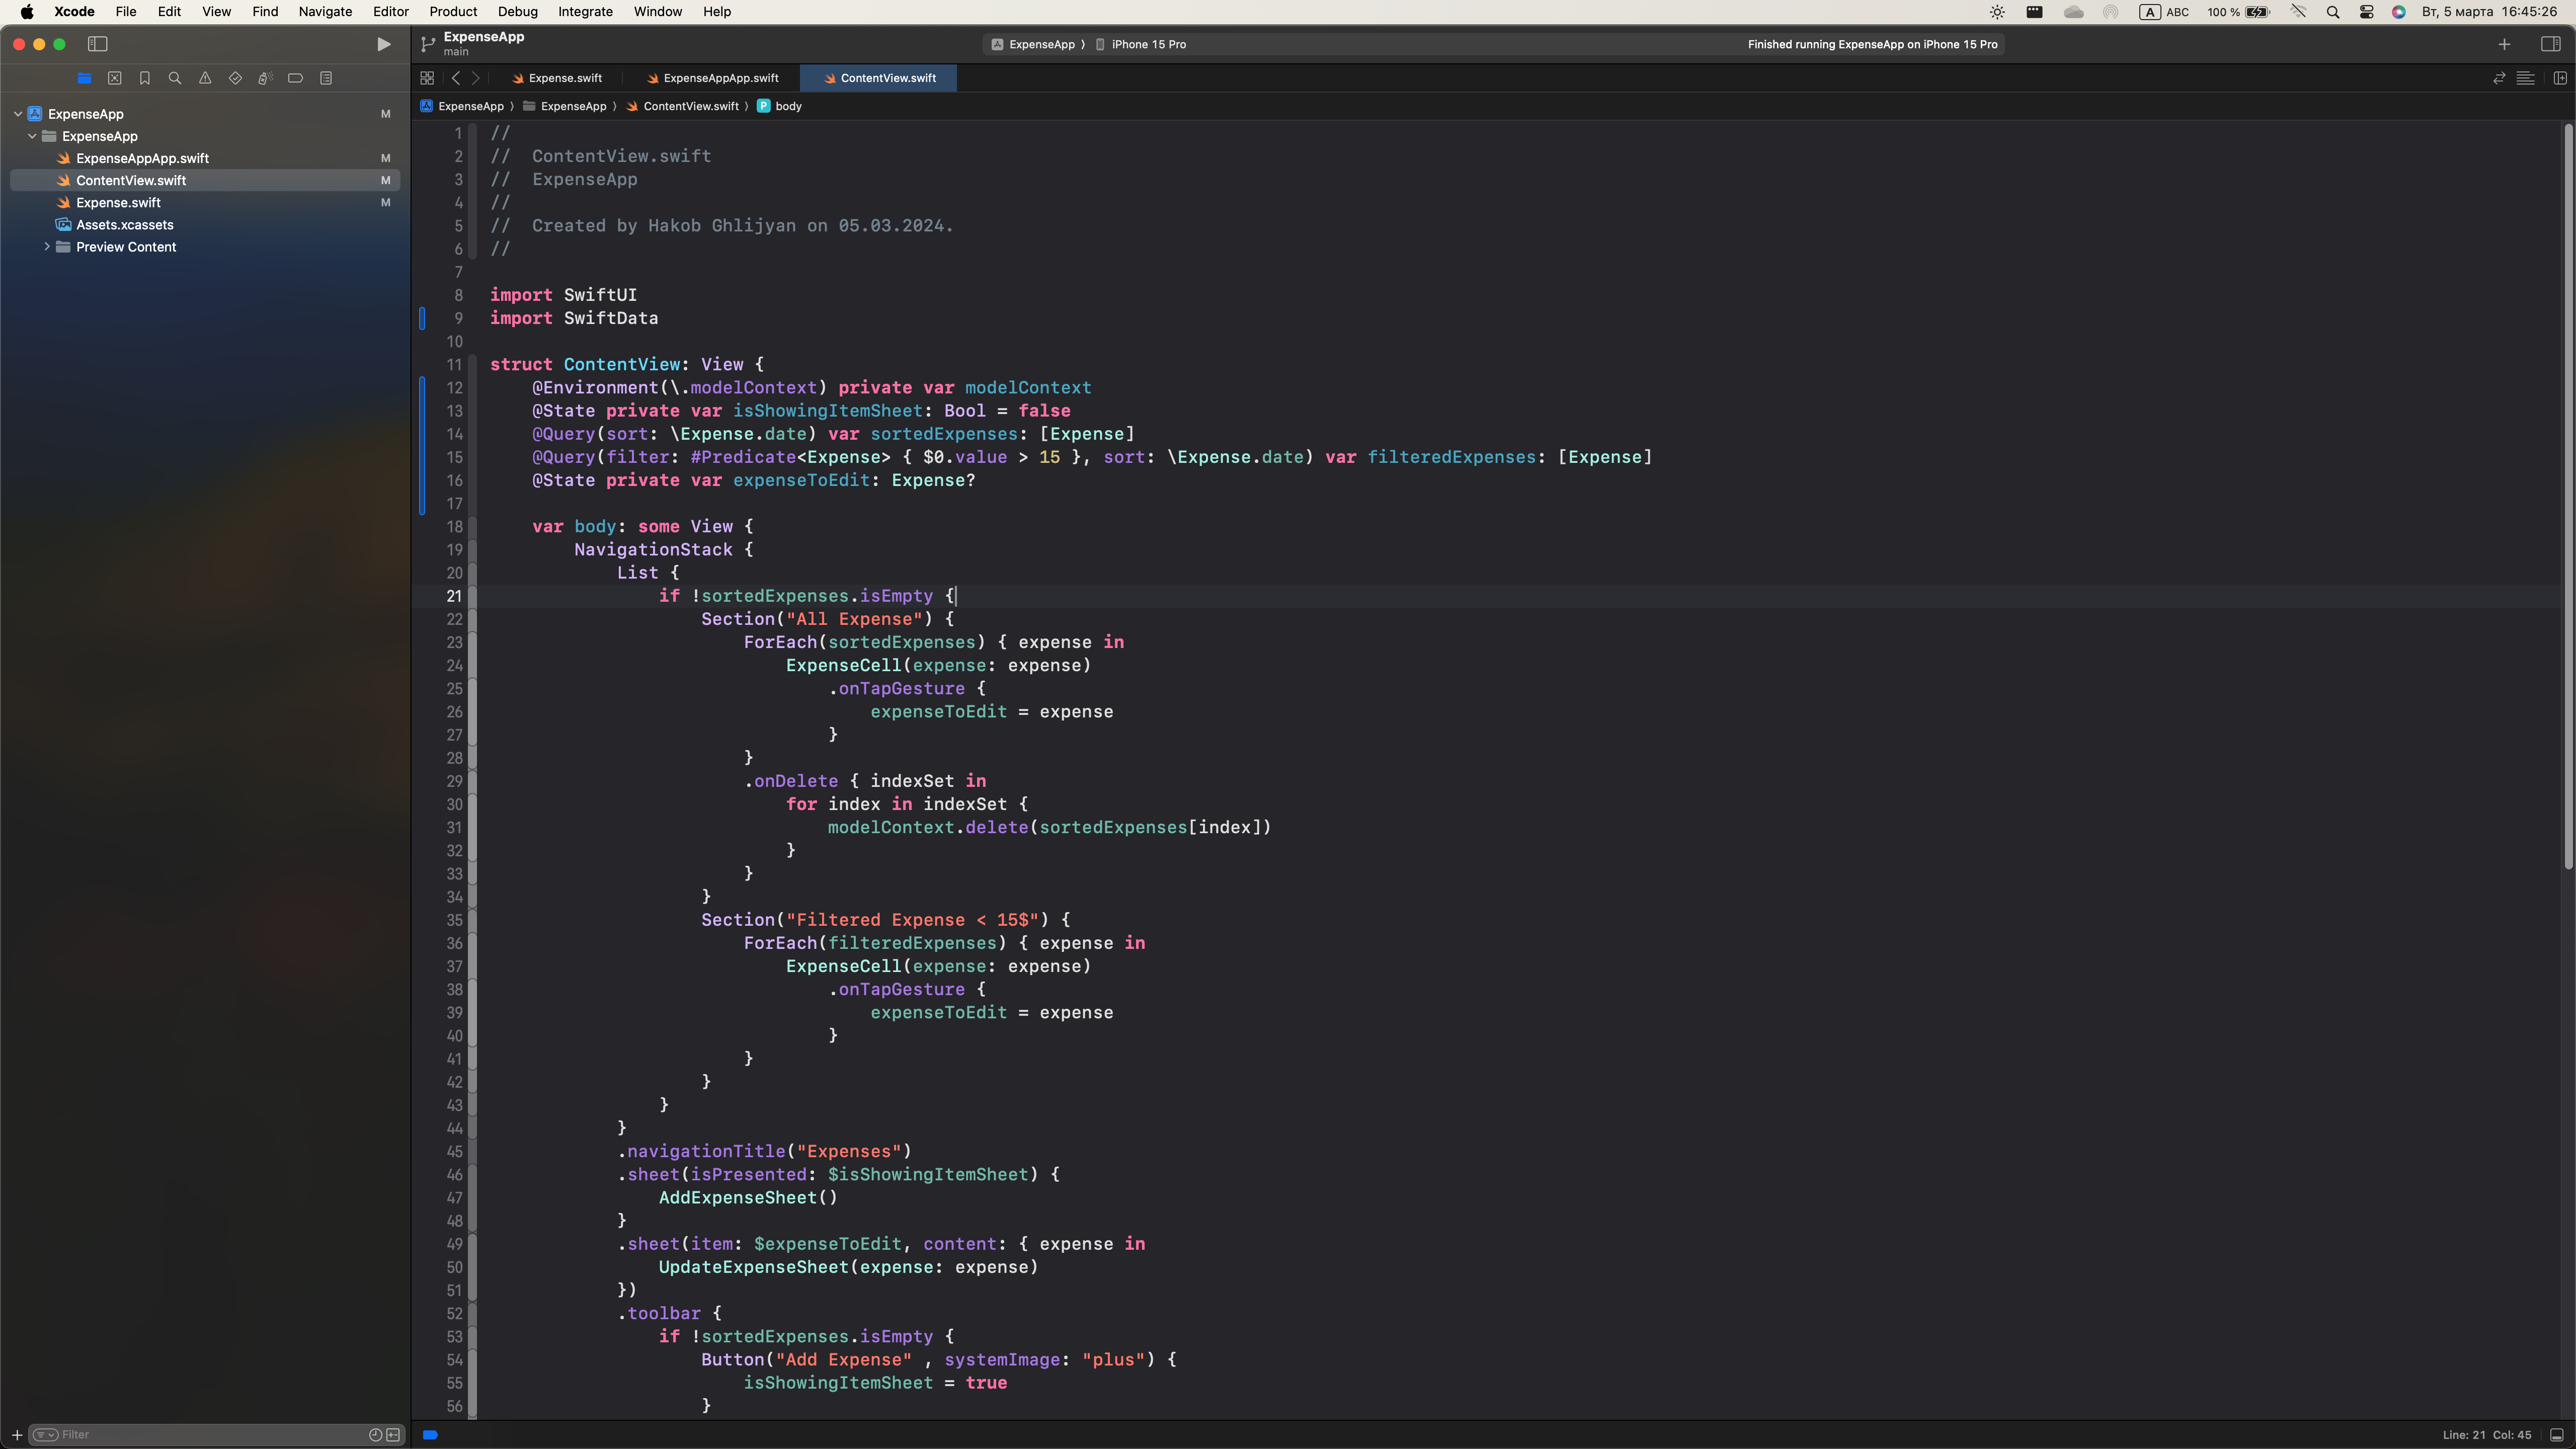 Xcode File Edit View Find Navigate Editor Product Debug Integrate Window Help A ABC 100 % Вт, 5 марта 16:45:26
ExpenseApp
main
ExpenseApp ⟩ iPhone 15 Pro
Finished running ExpenseApp on iPhone 15 Pro
Expense.swift ExpenseAppApp.swift ContentView.swift
ExpenseApp ⟩ ExpenseApp ⟩ ContentView.swift ⟩ P body
ExpenseApp M
ExpenseApp
ExpenseAppApp.swift M
ContentView.swift M
Expense.swift M
Assets.xcassets
Preview Content
Filter
1 //
2 //  ContentView.swift
3 //  ExpenseApp
4 //
5 //  Created by Hakob Ghlijyan on 05.03.2024.
6 //
7
8 import SwiftUI
9 import SwiftData
10
11 struct ContentView: View {
12     @Environment(\.modelContext) private var modelContext
13     @State private var isShowingItemSheet: Bool = false
14     @Query(sort: \Expense.date) var sortedExpenses: [Expense]
15     @Query(filter: #Predicate<Expense> { $0.value > 15 }, sort: \Expense.date) var filteredExpenses: [Expense]
16     @State private var expenseToEdit: Expense?
17
18     var body: some View {
19         NavigationStack {
20             List {
21                 if !sortedExpenses.isEmpty {
22                     Section("All Expense") {
23                         ForEach(sortedExpenses) { expense in
24                             ExpenseCell(expense: expense)
25                                 .onTapGesture {
26                                     expenseToEdit = expense
27                                 }
28                         }
29                         .onDelete { indexSet in
30                             for index in indexSet {
31                                 modelContext.delete(sortedExpenses[index])
32                             }
33                         }
34                     }
35                     Section("Filtered Expense < 15$") {
36                         ForEach(filteredExpenses) { expense in
37                             ExpenseCell(expense: expense)
38                                 .onTapGesture {
39                                     expenseToEdit = expense
40                                 }
41                         }
42                     }
43                 }
44             }
45             .navigationTitle("Expenses")
46             .sheet(isPresented: $isShowingItemSheet) {
47                 AddExpenseSheet()
48             }
49             .sheet(item: $expenseToEdit, content: { expense in
50                 UpdateExpenseSheet(expense: expense)
51             })
52             .toolbar {
53                 if !sortedExpenses.isEmpty {
54                     Button("Add Expense" , systemImage: "plus") {
55                         isShowingItemSheet = true
56                     }
Line: 21 Col: 45